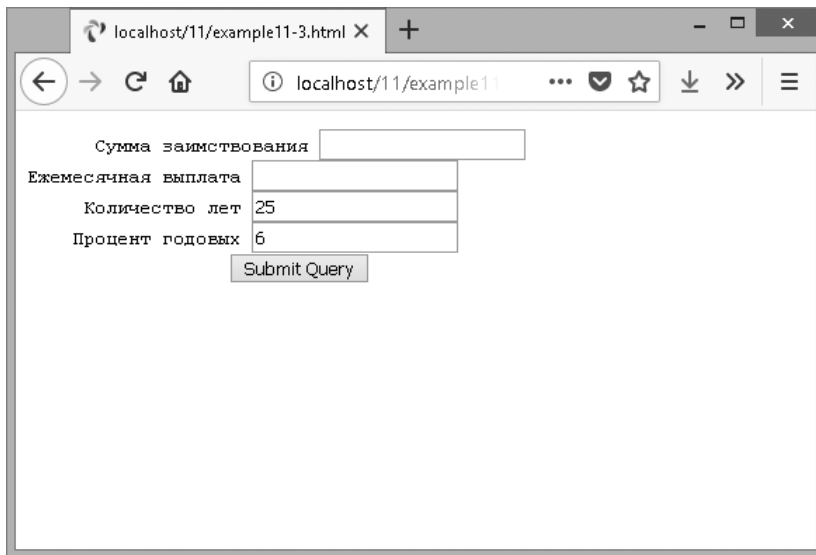 localhost/11/example11-3.html
localhost/11/example11
Сумма заимствования
Ежемесячная выплата
Количество лет 25
Процент годовых 6
Submit Query